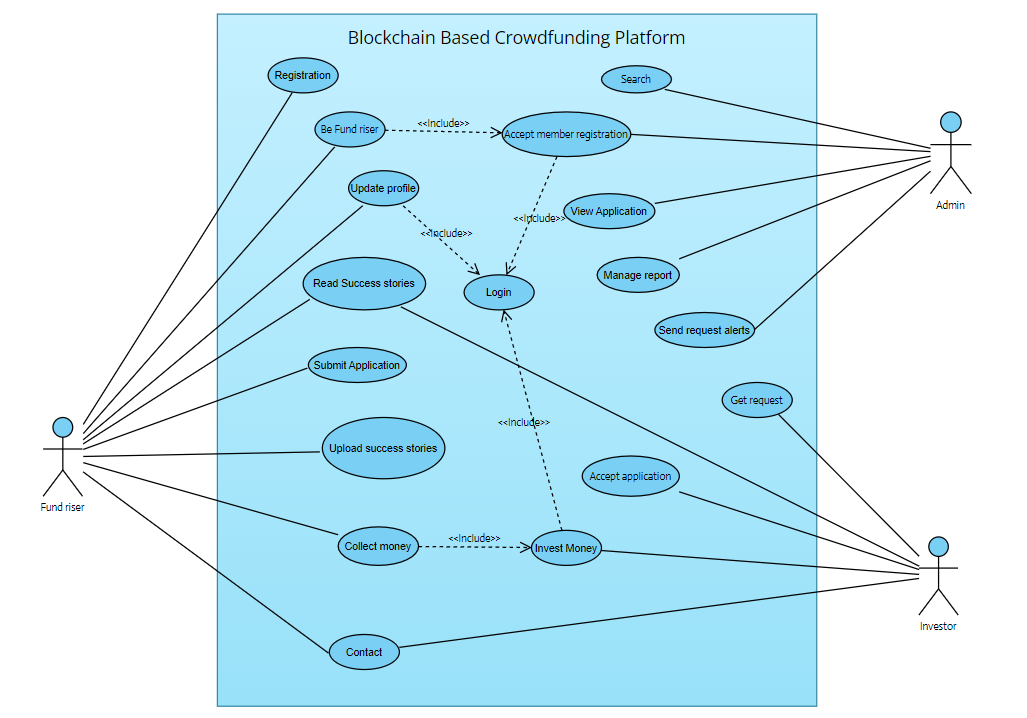 Blockchain Based Crowdfunding Platform
Registration
Search
Be Fund riser
<<Include>>
Accept member registration
Update profile
<<Include>>
<<Include>>
View Application
Admin
Read Success stories
Login
Manage report
Send request alerts
Submit Application
Get request
<<Include>>
Upload success stories
Accept application
Fund riser
Collect money
<<Include>>
Invest Money
Contact
Investor